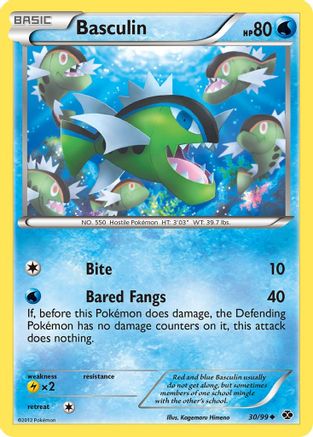 BASIC
Basculin
HP80
NO. 550 Hostile Pokémon HT: 3'03" WT: 39.7 lbs.
Bite 10
Bared Fangs 40
If, before this Pokémon does damage, the Defending
Pokémon has no damage counters on it, this attack
does nothing.
weakness
×2
resistance
retreat
Red and blue Basculin usually
do not get along, but sometimes
members of one school mingle
with the other's school.
©2012 Pokémon
Illus. Kagemaru Himeno
30/99